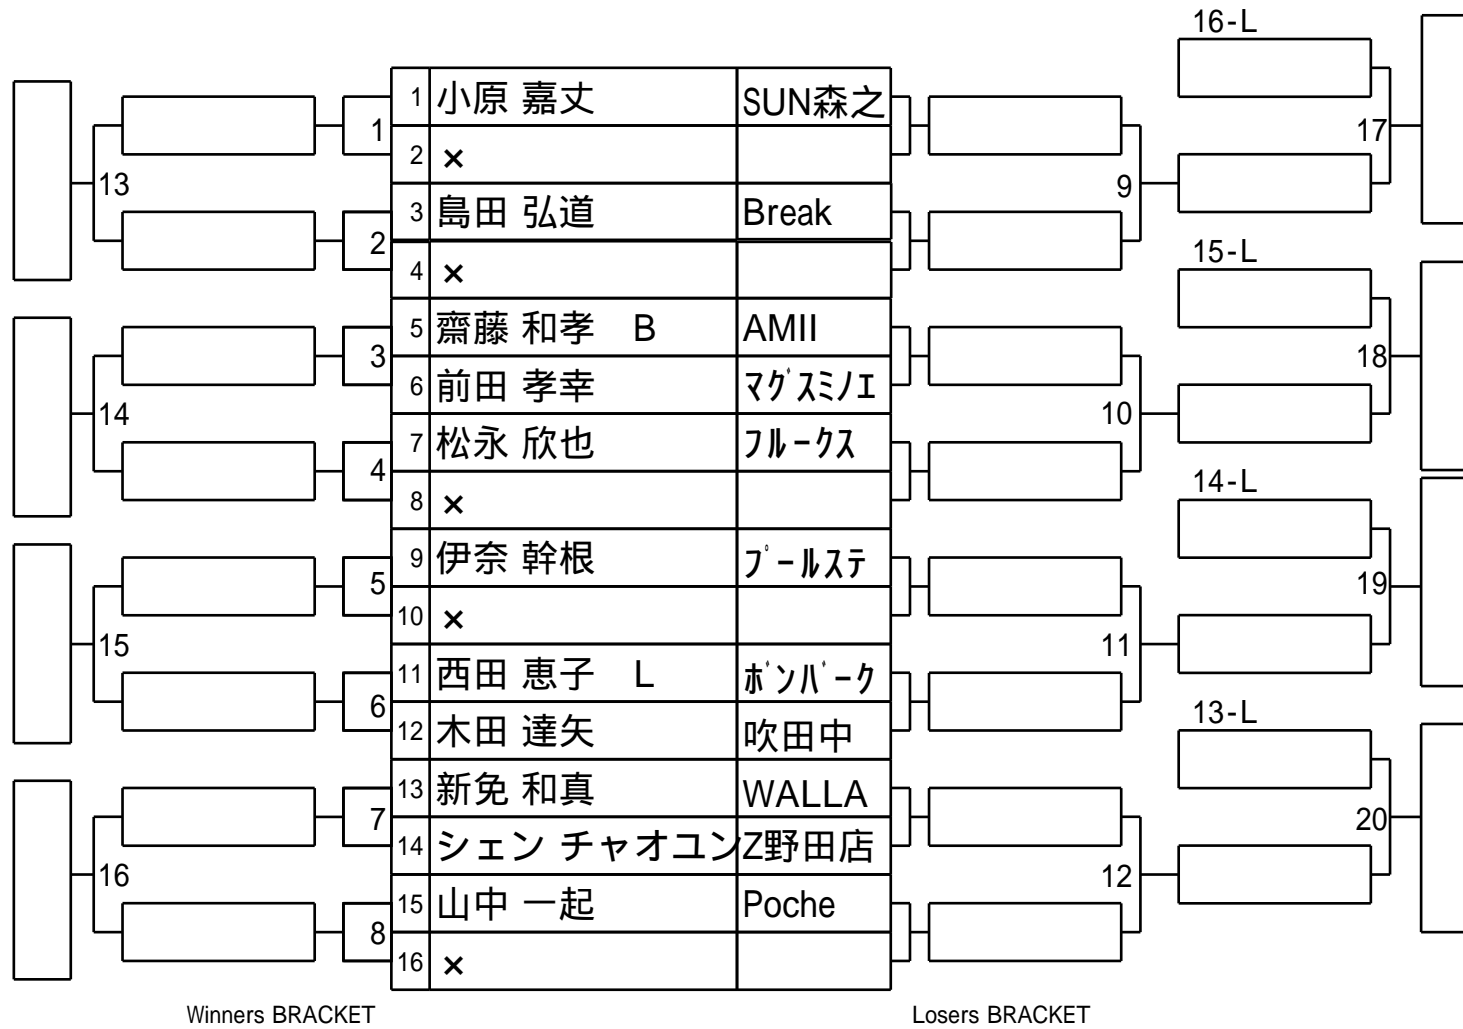 16-L
1 小原 嘉丈 SUN森之
1
17
2 ×
13
9
3 島田 弘道 Break
2
15-L
4 ×
5 齋藤 和孝 B AMII
3
18
6 前田 孝幸 ﾏｸﾞｽﾐﾉｴ
14
10
7 松永 欣也 ﾌﾙｰｸｽ
4
14-L
8 ×
9 伊奈 幹根 ﾌﾟｰﾙｽﾃ
5
19
10 ×
15
11
11 西田 恵子 L ﾎﾞﾝﾊﾞｰｸ
6
13-L
12 木田 達矢 吹田中
13 新免 和真 WALLA
7
20
14 シェン チャオユン Z野田店
16
12
15 山中 一起 Poche
8
16 ×
Winners BRACKET
Losers BRACKET